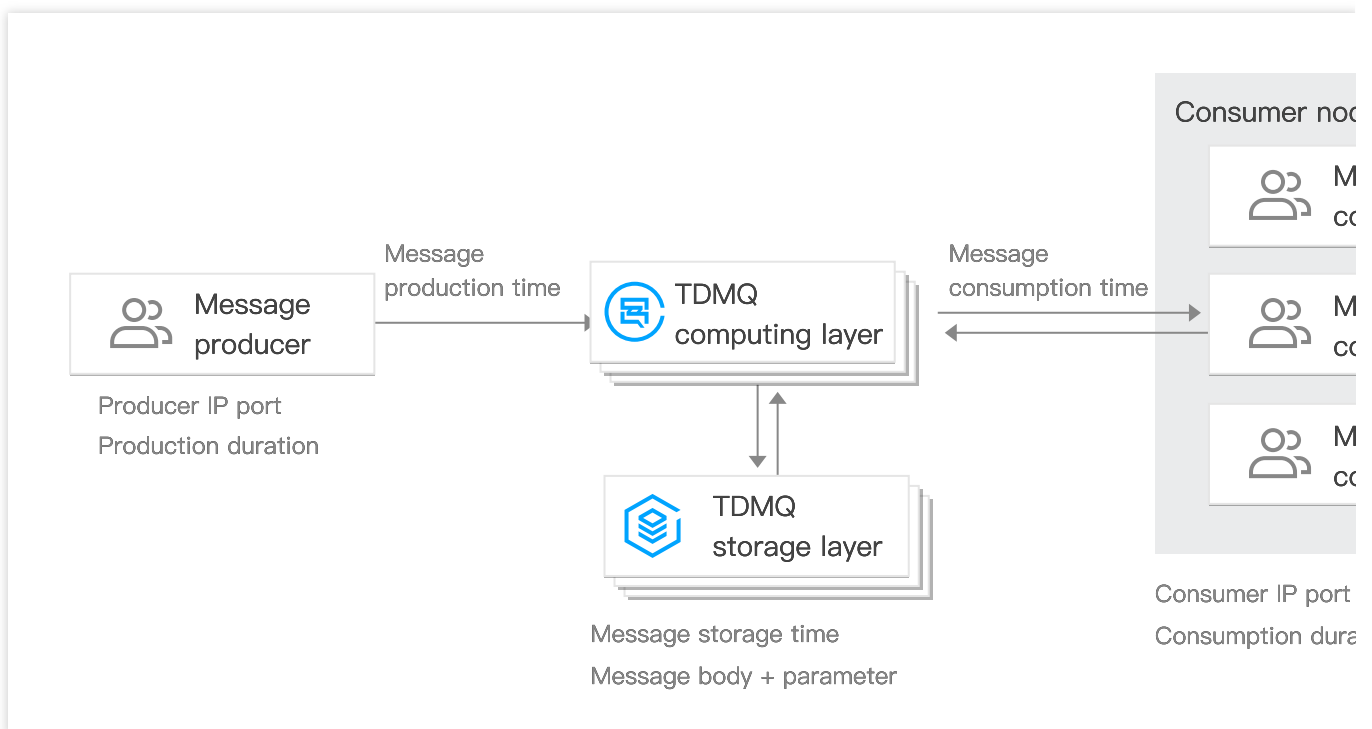 Consumer
Message
producer
Producer IP port
Production duration
Message
production time
TDMQ
computing layer
TDMQ
storage layer
Message storage time
Message body + parameter
Message
consumption time
Consumer IP port
Consumption